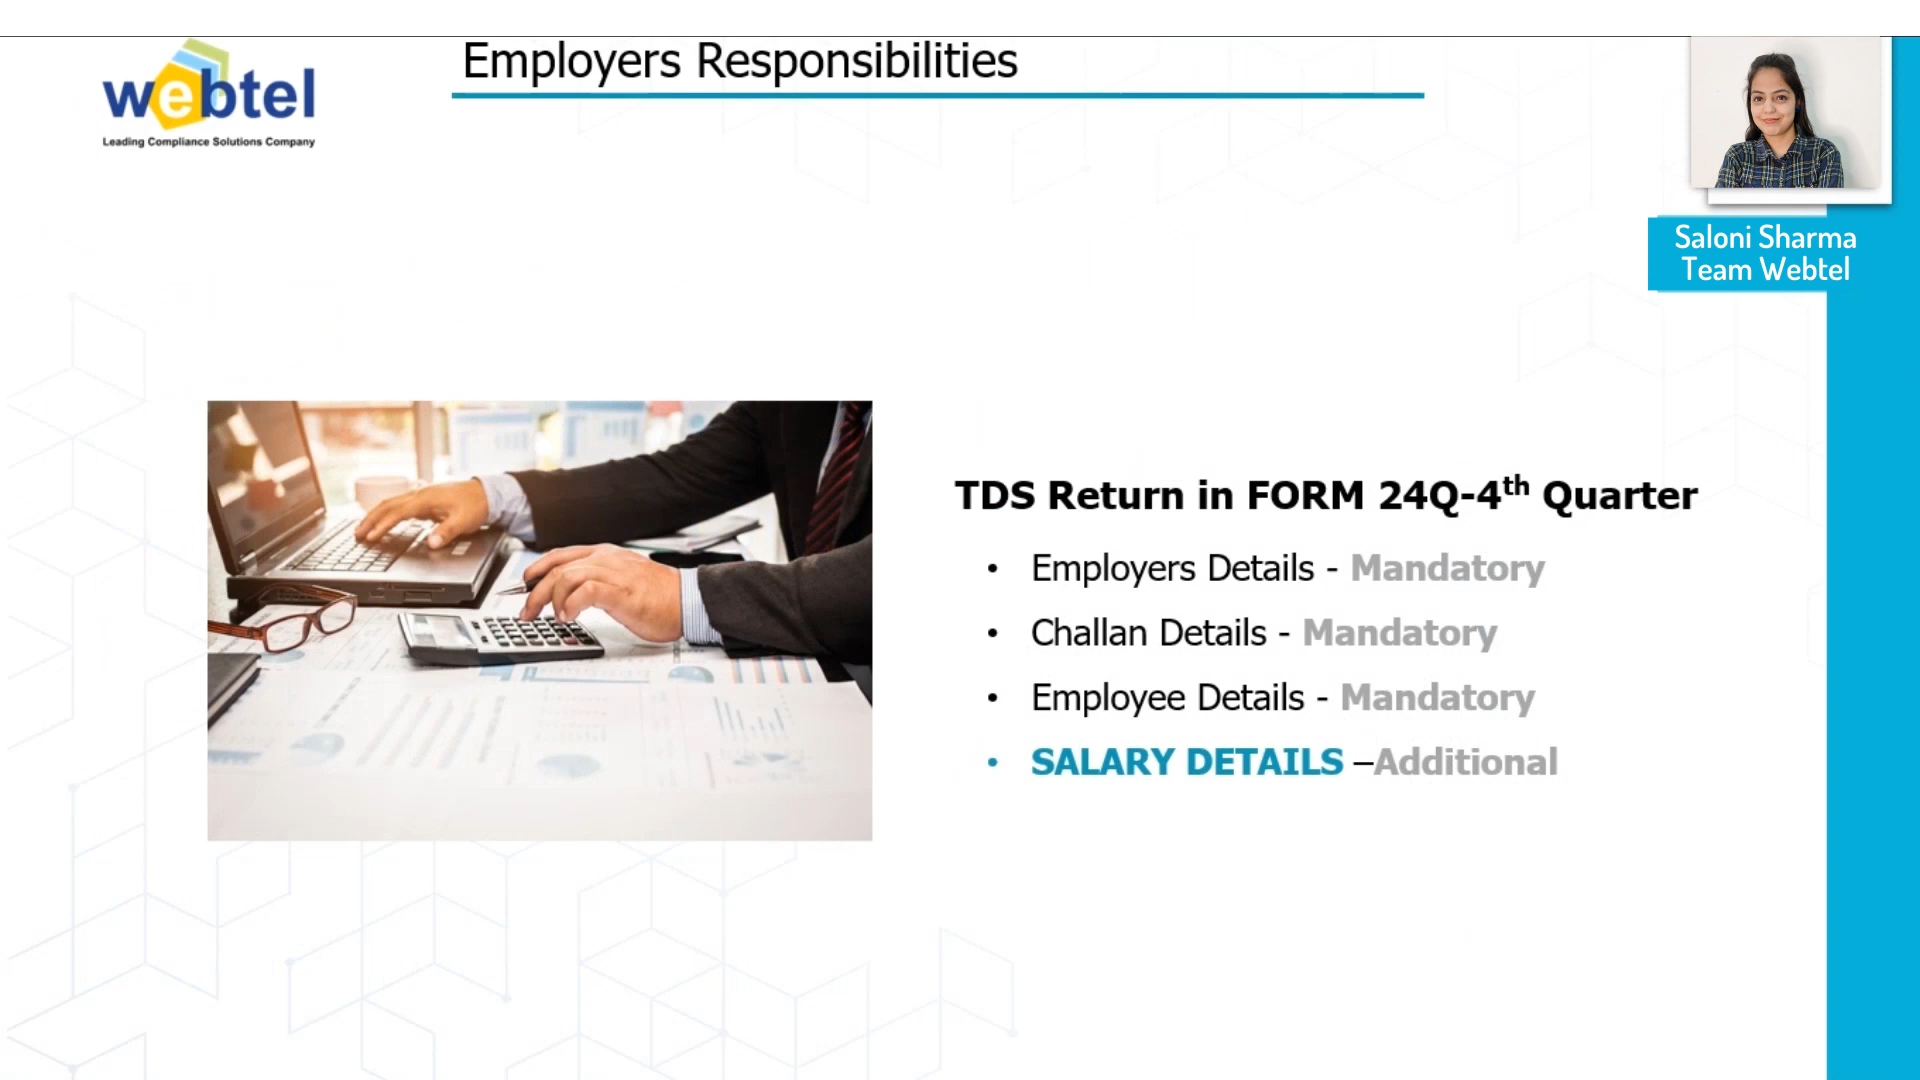 Employers Responsibilities
webtel
Leading Compliance Solutions Company
Saloni Sharma
Team Webtel
TDS Return in FORM 24Q-4th Quarter
• Employers Details - Mandatory
• Challan Details - Mandatory
• Employee Details - Mandatory
• SALARY DETAILS –Additional